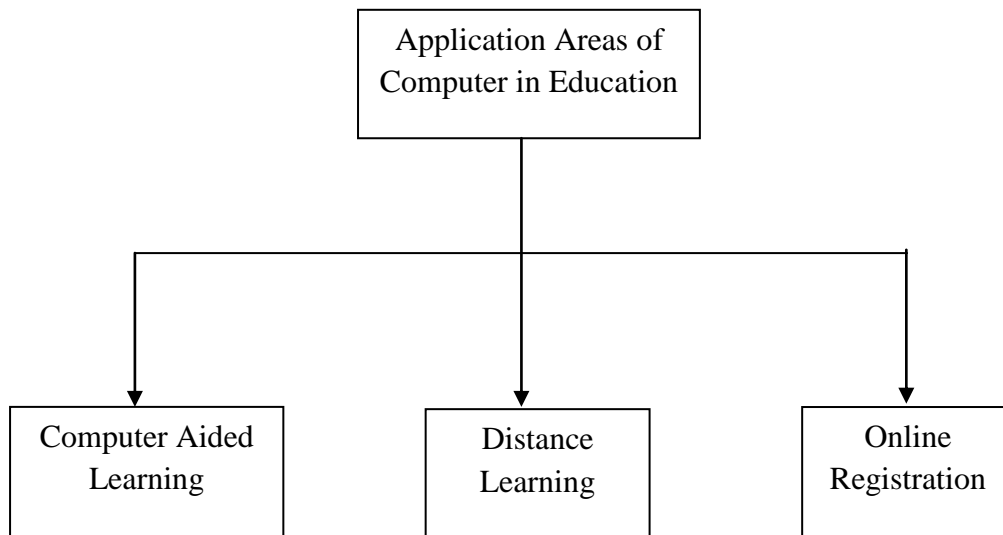 Application Areas of
Computer in Education
Computer Aided
Learning
Distance
Learning
Online
Registration